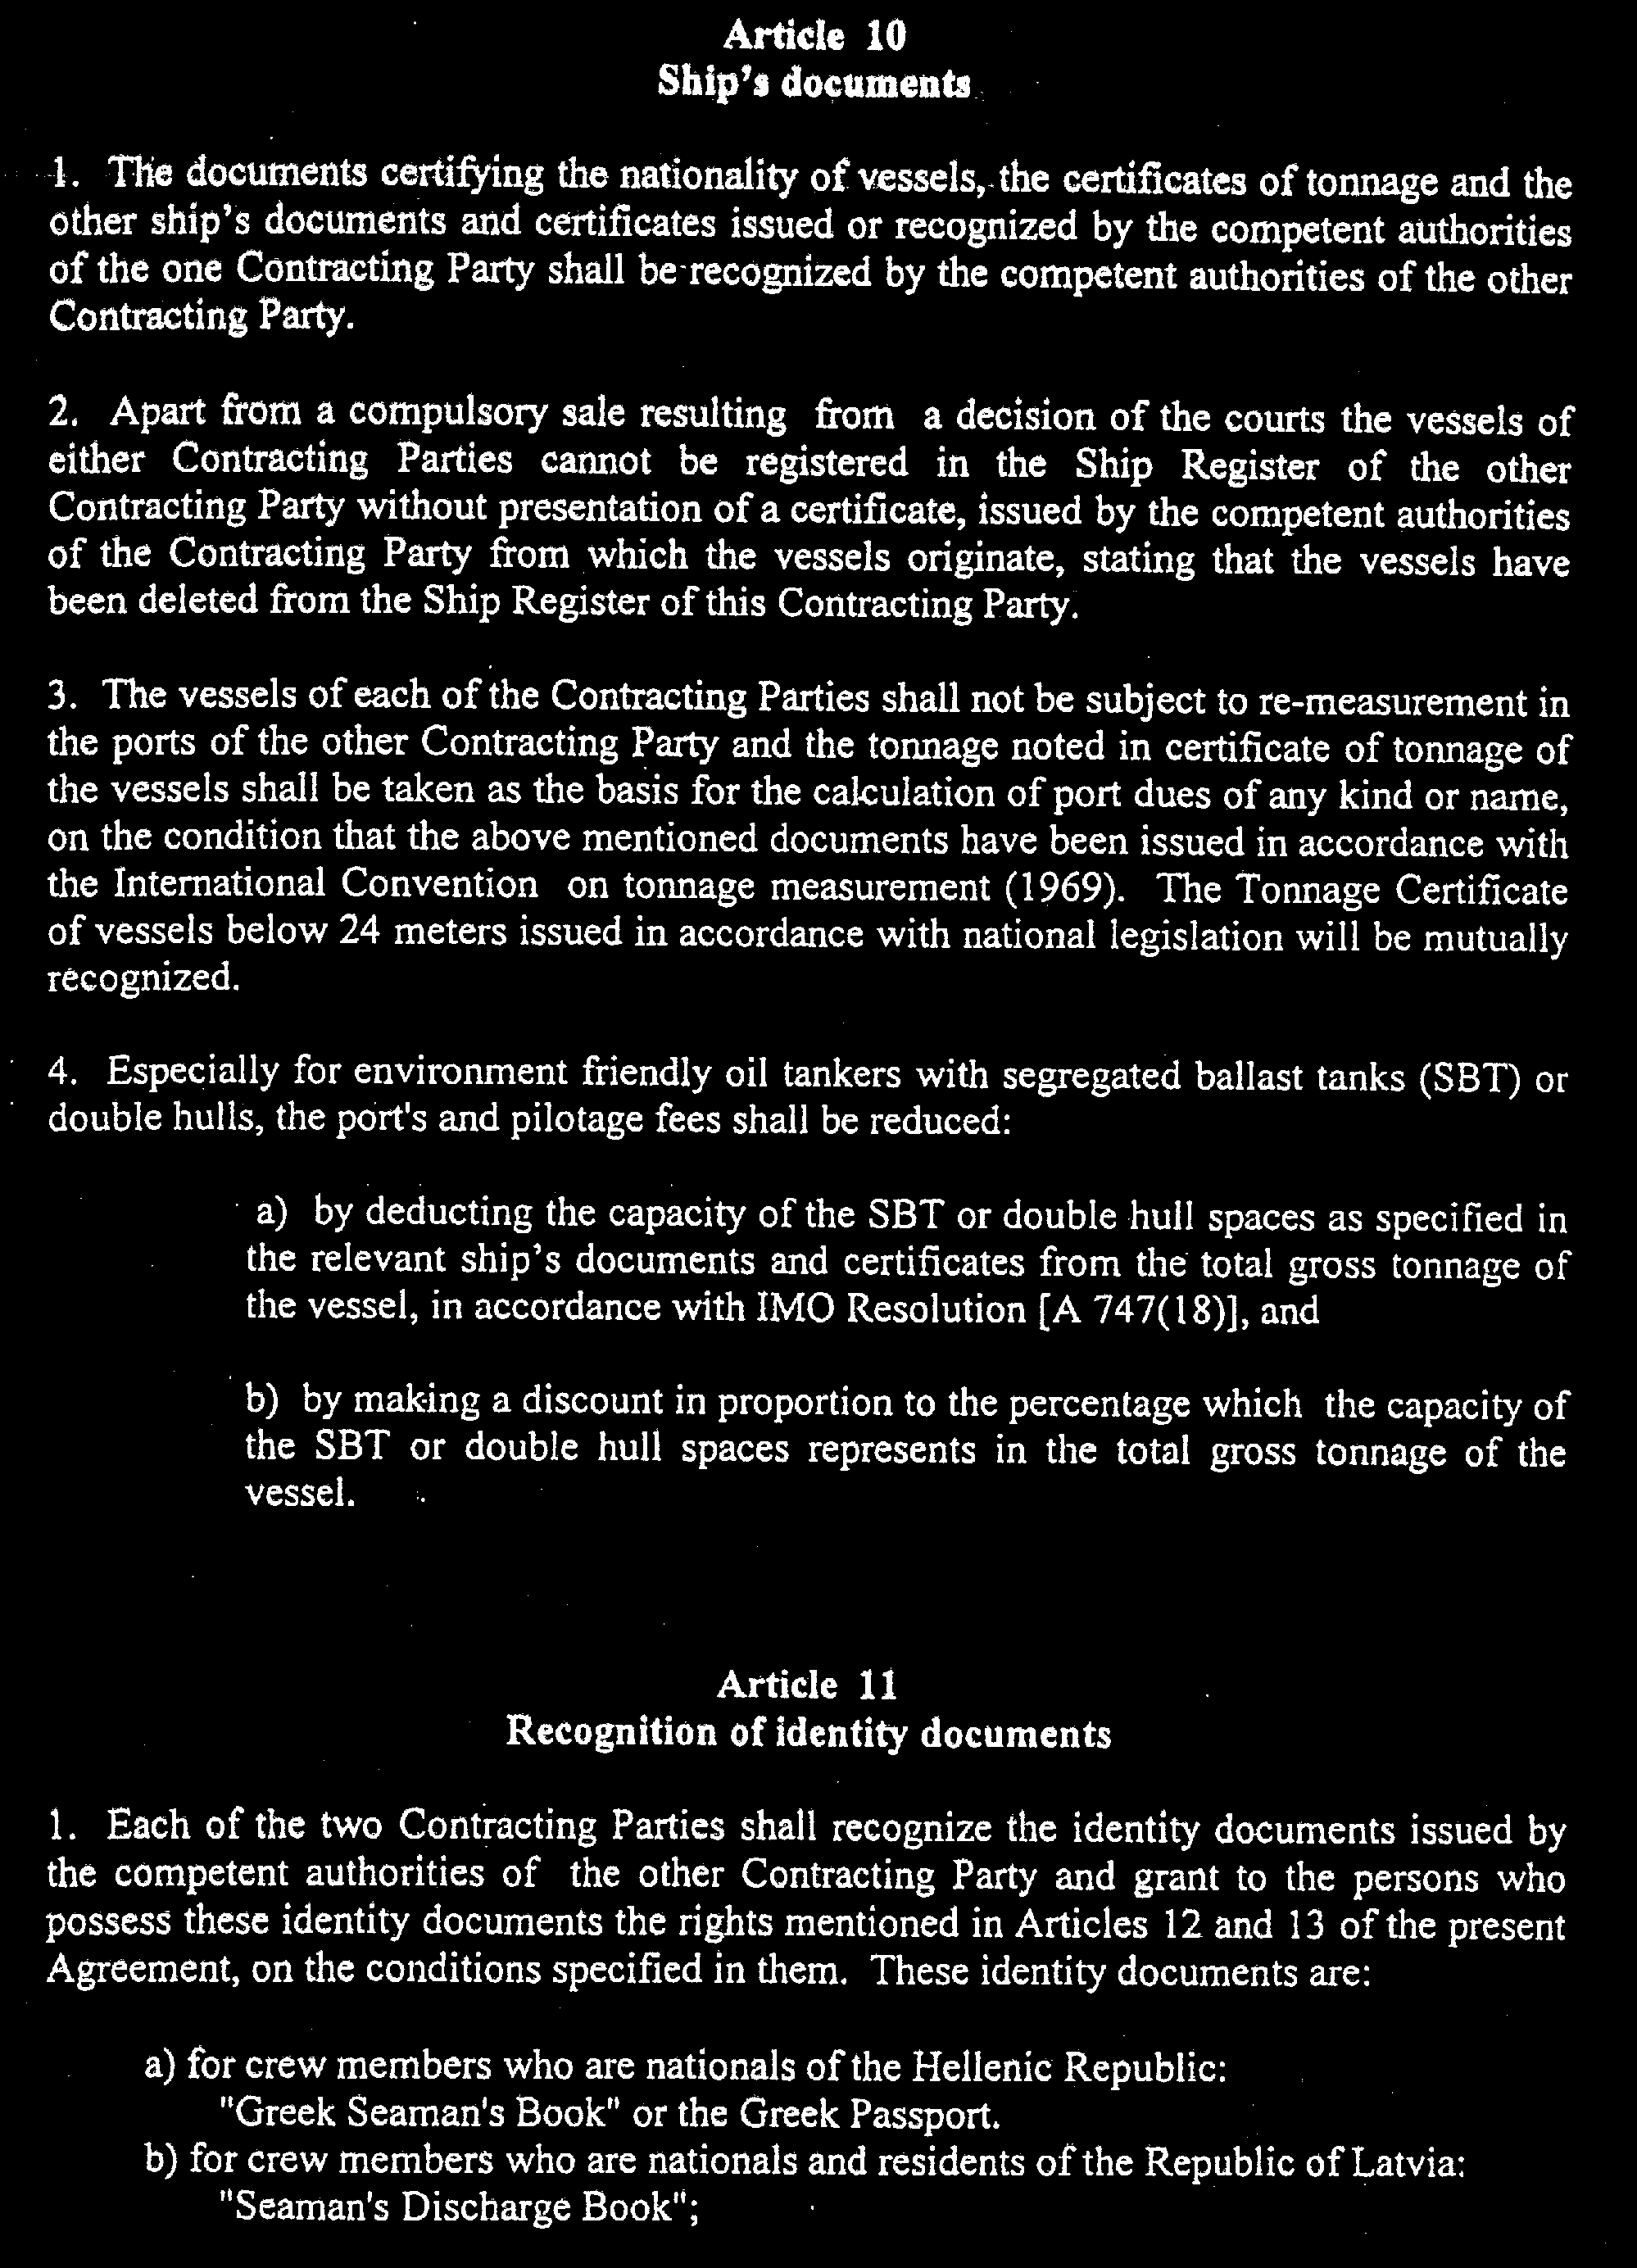 Article 10
Ship's documents
1. The documents certifying the nationality of vessels, the certificates of tonnage and the
other ship's documents and certificates issued or recognized by the competent authorities
of the one Contracting Party shall be recognized by the competent authorities of the other
Contracting Party.
2. Apart from a compulsory sale resulting from a decision of the courts the vessels of
either Contracting Parties cannot be registered in the Ship Register of the other
Contracting Party without presentation of a certificate, issued by the competent authorities
of the Contracting Party from which the vessels originate, stating that the vessels have
been deleted from the Ship Register of this Contracting Party.
3. The vessels of each of the Contracting Parties shall not be subject to re-measurement in
the ports of the other Contracting Party and the tonnage noted in certificate of tonnage of
the vessels shall be taken as the basis for the calculation of port dues of any kind or name,
on the condition that the above mentioned documents have been issued in accordance with
the International Convention on tonnage measurement (1969). The Tonnage Certificate
of vessels below 24 meters issued in accordance with national legislation will be mutually
recognized.
4. Especially for environment friendly oil tankers with segregated ballast tanks (SBT) or
double hulls, the port's and pilotage fees shall be reduced:
a) by deducting the capacity of the SBT or double hull spaces as specified in
the relevant ship's documents and certificates from the total gross tonnage of
the vessel, in accordance with IMO Resolution [A 747(18)], and
b) by making a discount in proportion to the percentage which the capacity of
the SBT or double hull spaces represents in the total gross tonnage of the
vessel.
Article 11
Recognition of identity documents
1. Each of the two Contracting Parties shall recognize the identity documents issued by
the competent authorities of the other Contracting Party and grant to the persons who
possess these identity documents the rights mentioned in Articles 12 and 13 of the present
Agreement, on the conditions specified in them. These identity documents are:
a) for crew members who are nationals of the Hellenic Republic:
"Greek Seaman's Book" or the Greek Passport.
b) for crew members who are nationals and residents of the Republic of Latvia:
"Seaman's Discharge Book";